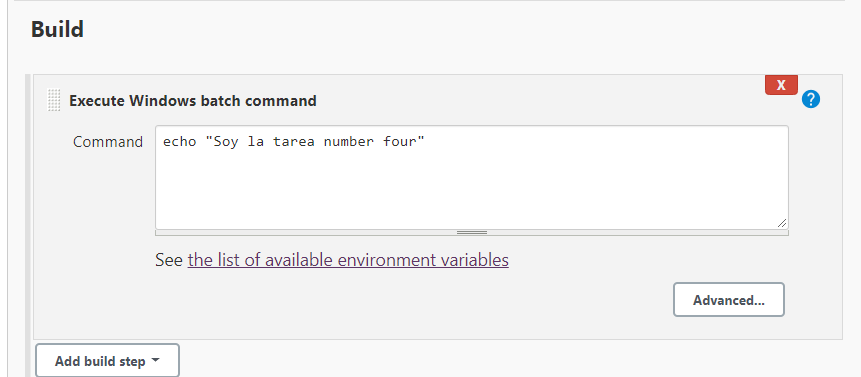 Build
X
Execute Windows batch command
?
Command
echo "Soy la tarea number four"
See the list of available environment variables
Advanced...
Add build step